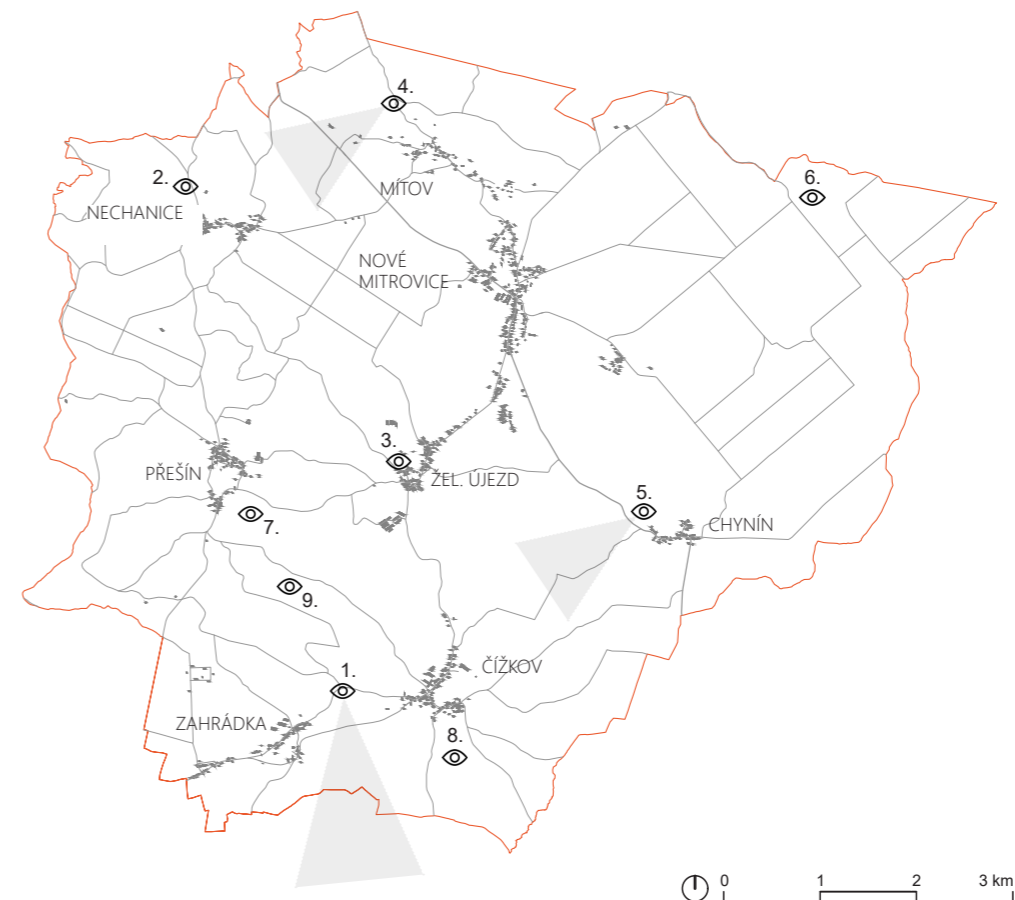 4.
2.
6.
NECHANICE
MÍTOV
NOVÉ
MITROVICE
3.
PŘEŠÍN
ŽEL. ÚJEZD
5.
7.
CHYNÍN
9.
1.
ČÍŽKOV
ZAHRÁDKA
8.
0 1 2 3 km